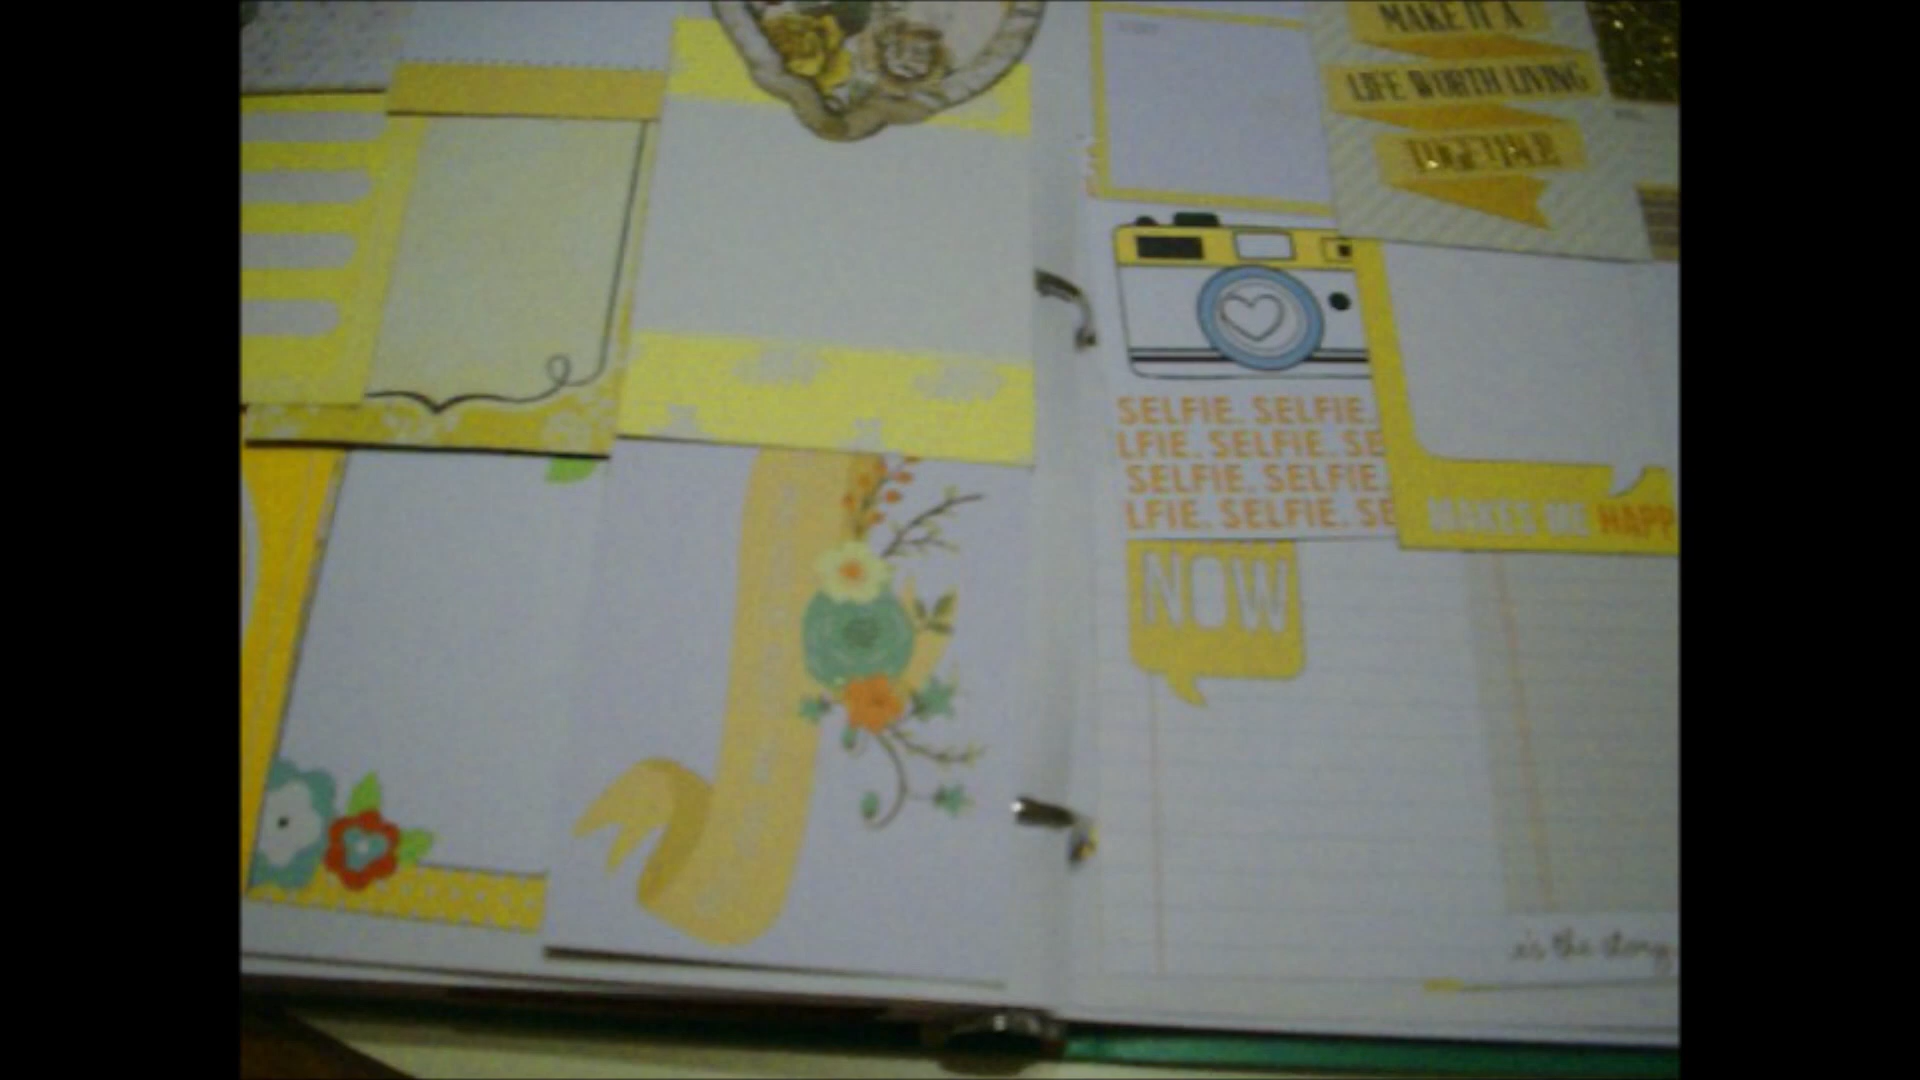 MAKE IT A
LIFE WORTH LIVING
TOGETHER
SELFIE. SELFIE.
LFIE. SELFIE. SE
SELFIE. SELFIE.
LFIE. SELFIE. SE
MAKES ME HAPP
NOW
is the story